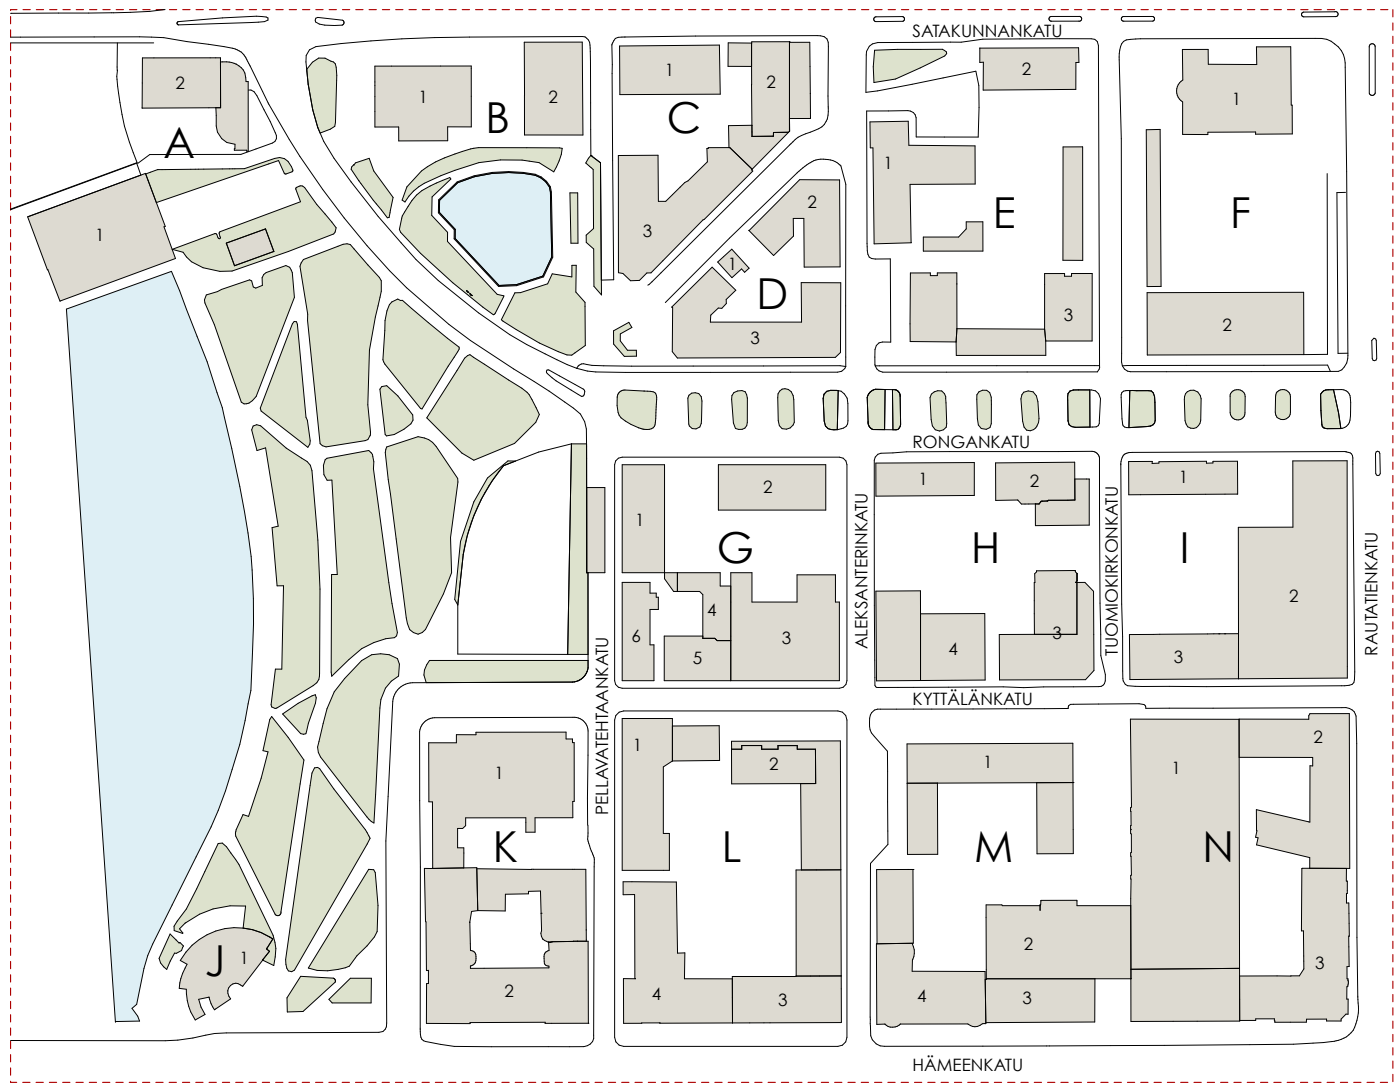 SATAKUNNANKATU
A
1
2
B
1
2
C
1
2
3
D
1
2
3
E
1
2
3
F
1
2
RONGANKATU
PELLAVATEHTAANKATU
ALEKSANTERINKATU
TUOMIOKIRKONKATU
RAUTATIENKATU
G
1
2
3
4
5
6
H
1
2
3
4
I
1
2
3
KYTTÄLÄNKATU
J
1
K
1
2
L
1
2
3
4
M
1
2
3
4
N
1
2
3
HÄMEENKATU